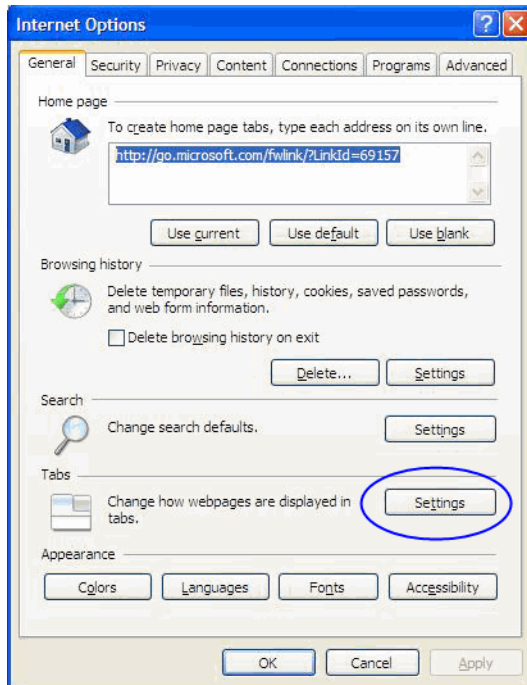 Internet Options
General Security Privacy Content Connections Programs Advanced
Home page
To create home page tabs, type each address on its own line.
http://go.microsoft.com/fwlink/?LinkId=69157
Use current Use default Use blank
Browsing history
Delete temporary files, history, cookies, saved passwords,
and web form information.
Delete browsing history on exit
Delete... Settings
Search
Change search defaults. Settings
Tabs
Change how webpages are displayed in Settings
tabs.
Appearance
Colors Languages Fonts Accessibility
OK Cancel Apply